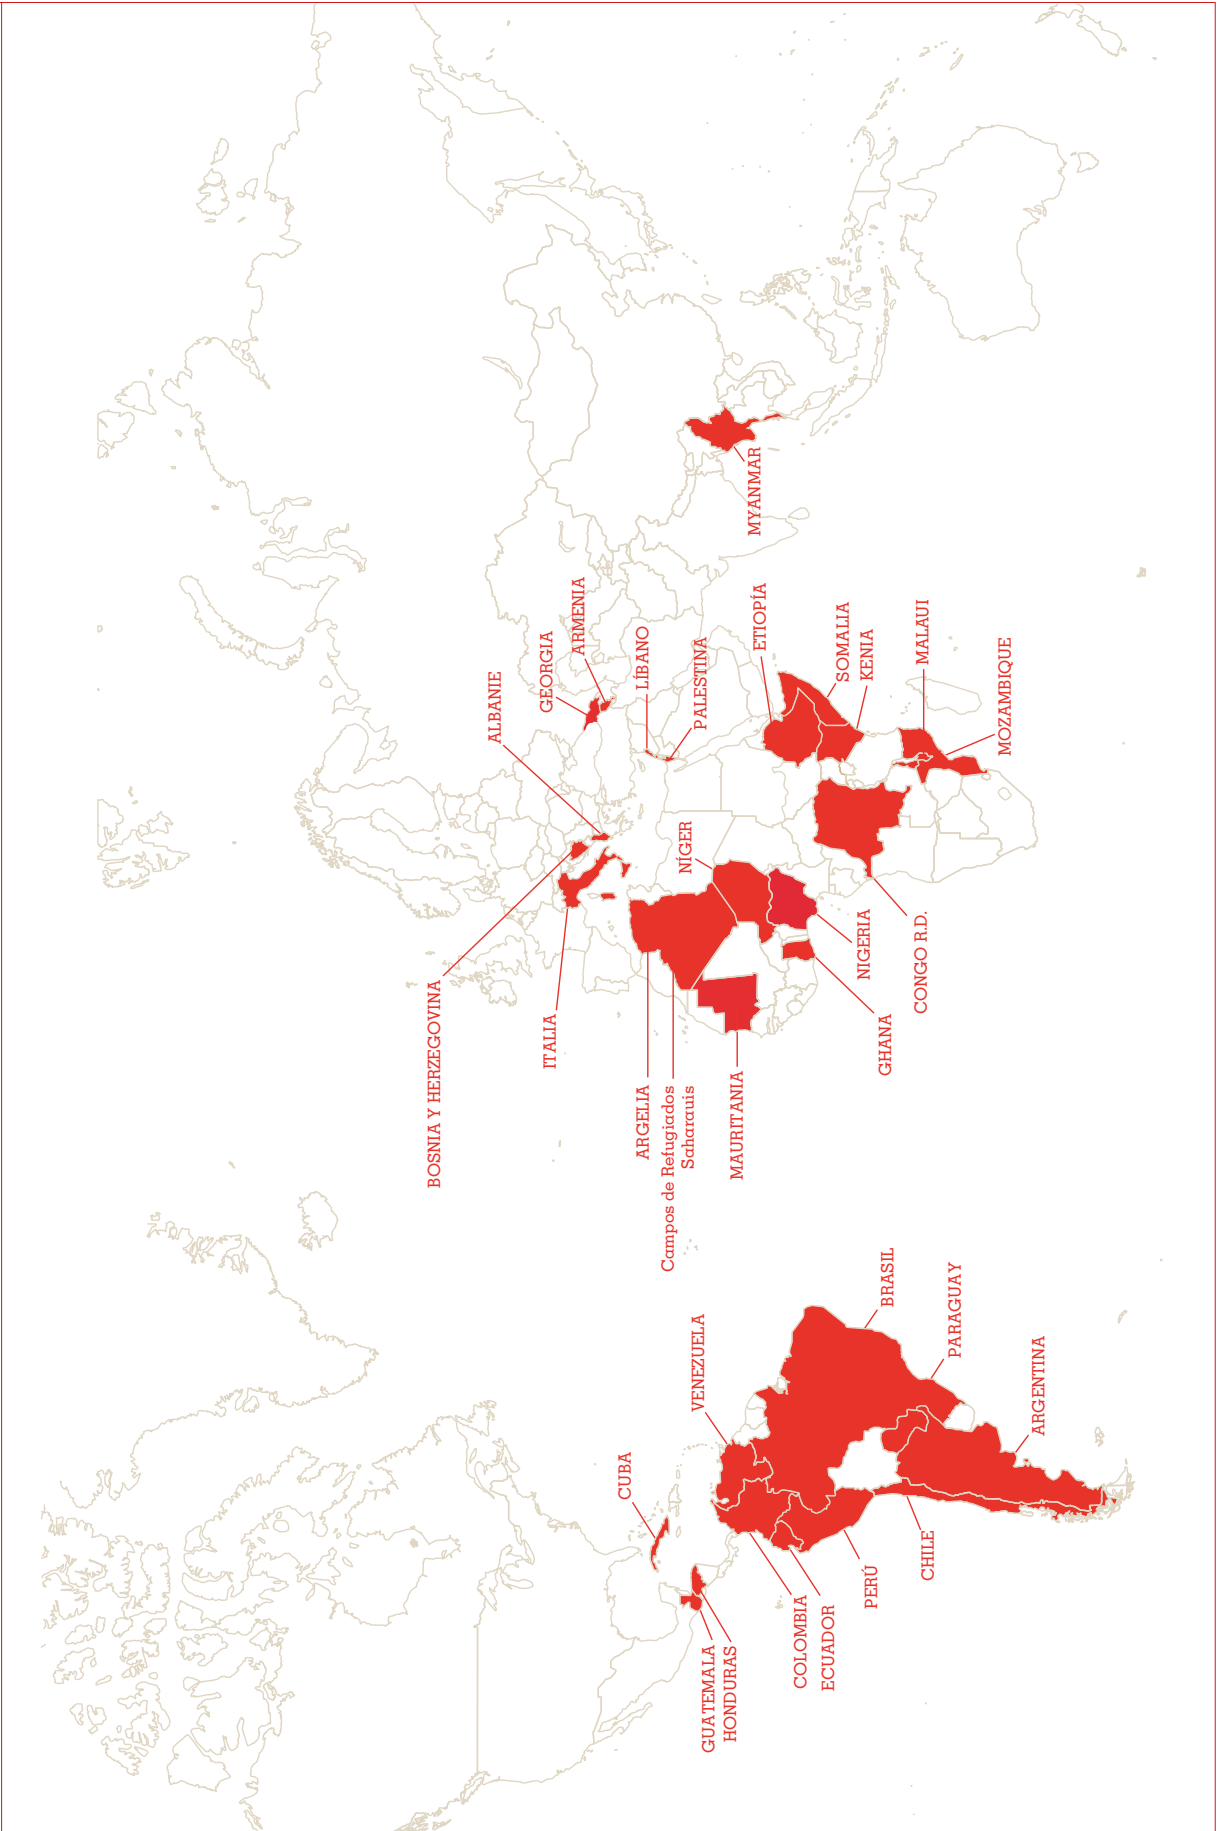 BOSNIA Y HERZEGOVINA
ITALIA
ALBANIE
GEORGIA
ARMENIA
LÍBANO
PALESTINA
MYANMAR
ARGELIA
Campos de Refugiados
Saharauis
MAURITANIA
NÍGER
NIGERIA
GHANA
CONGO R.D.
ETIOPÍA
SOMALIA
KENIA
MALAUI
MOZAMBIQUE
CUBA
GUATEMALA
HONDURAS
VENEZUELA
COLOMBIA
ECUADOR
PERÚ
CHILE
BRASIL
PARAGUAY
ARGENTINA